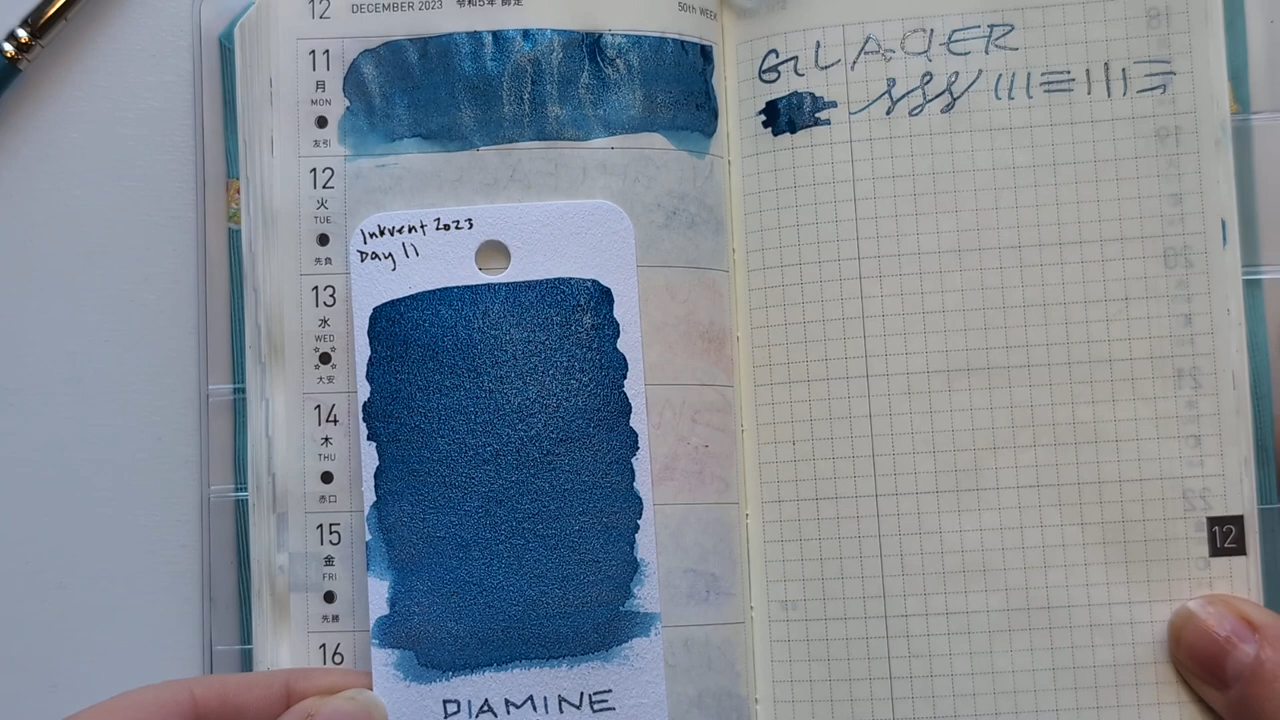 12 DECEMBER 2023 令和5年 師走 50th WEEK
11
月
MON
友引
12
火
TUE
先負
13
水
WED
大安
14
木
THU
赤口
15
金
FRI
先勝
16
Inkvent 2023
Day 11
DIAMINE
GLACIER
12